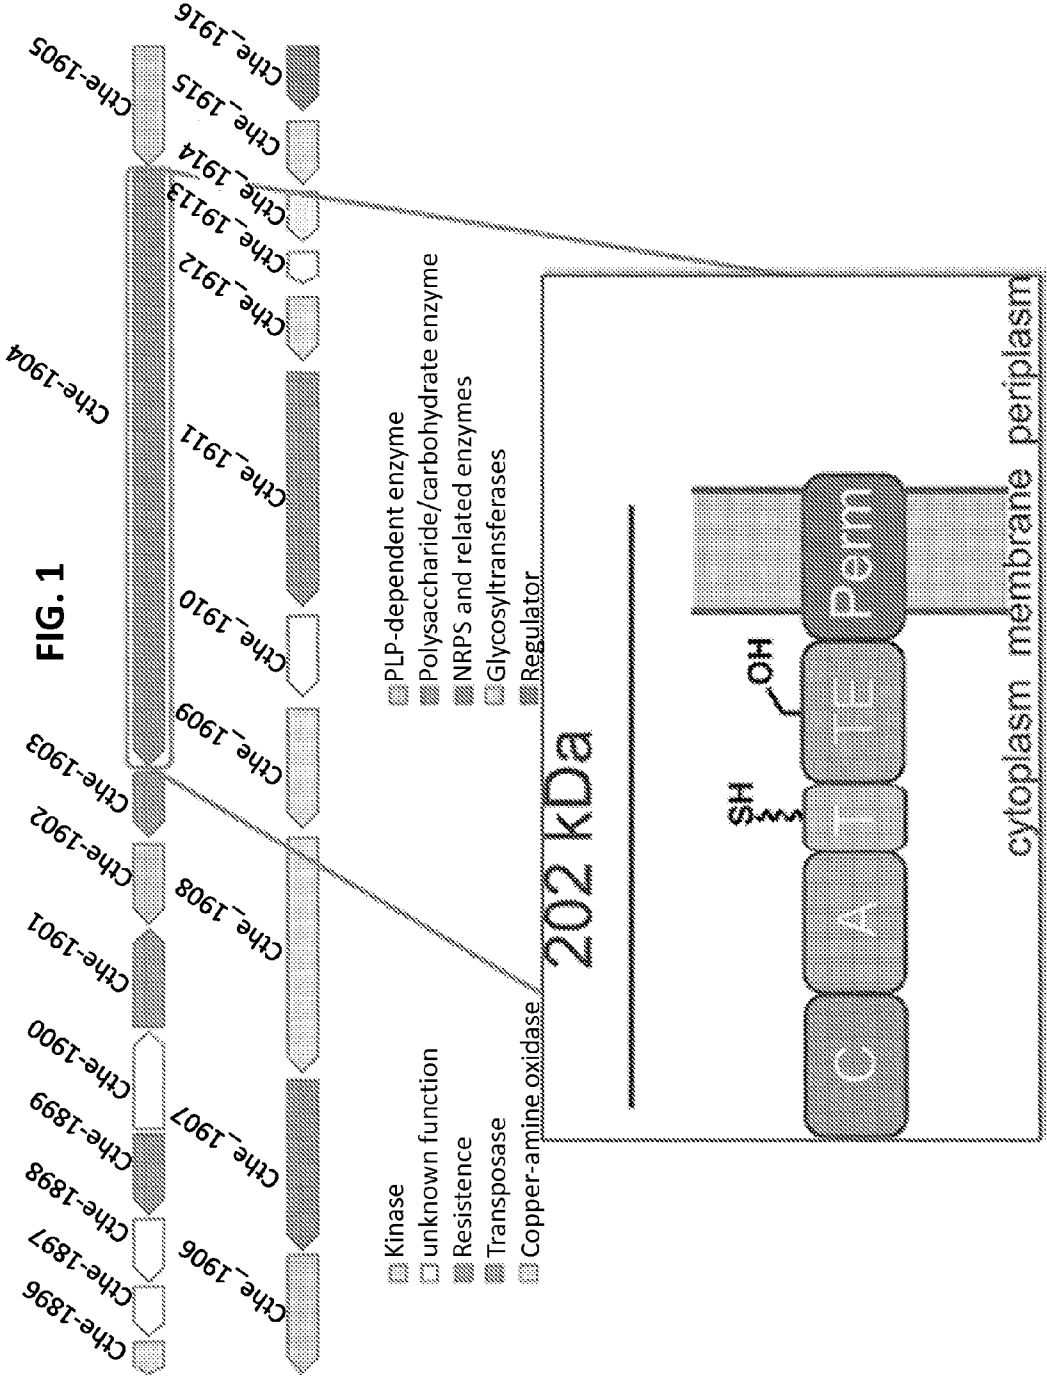 FIG. 1
Cthe-1896
Cthe-1897
Cthe-1898
Cthe-1899
Cthe-1900
Cthe-1901
Cthe-1902
Cthe-1903
Cthe-1904
Cthe-1905
Cthe_1906
Cthe_1907
Cthe_1908
Cthe_1909
Cthe_1910
Cthe_1911
Cthe_1912
Cthe_19113
Cthe_1914
Cthe_1915
Cthe_1916
Kinase
unknown function
Resistence
Transposase
Copper-amine oxidase
PLP-dependent enzyme
Polysaccharide/carbohydrate enzyme
NRPS and related enzymes
Glycosyltransferases
Regulator
202 kDa
SH
OH
C A T TE Perm
cytoplasm membrane periplasm